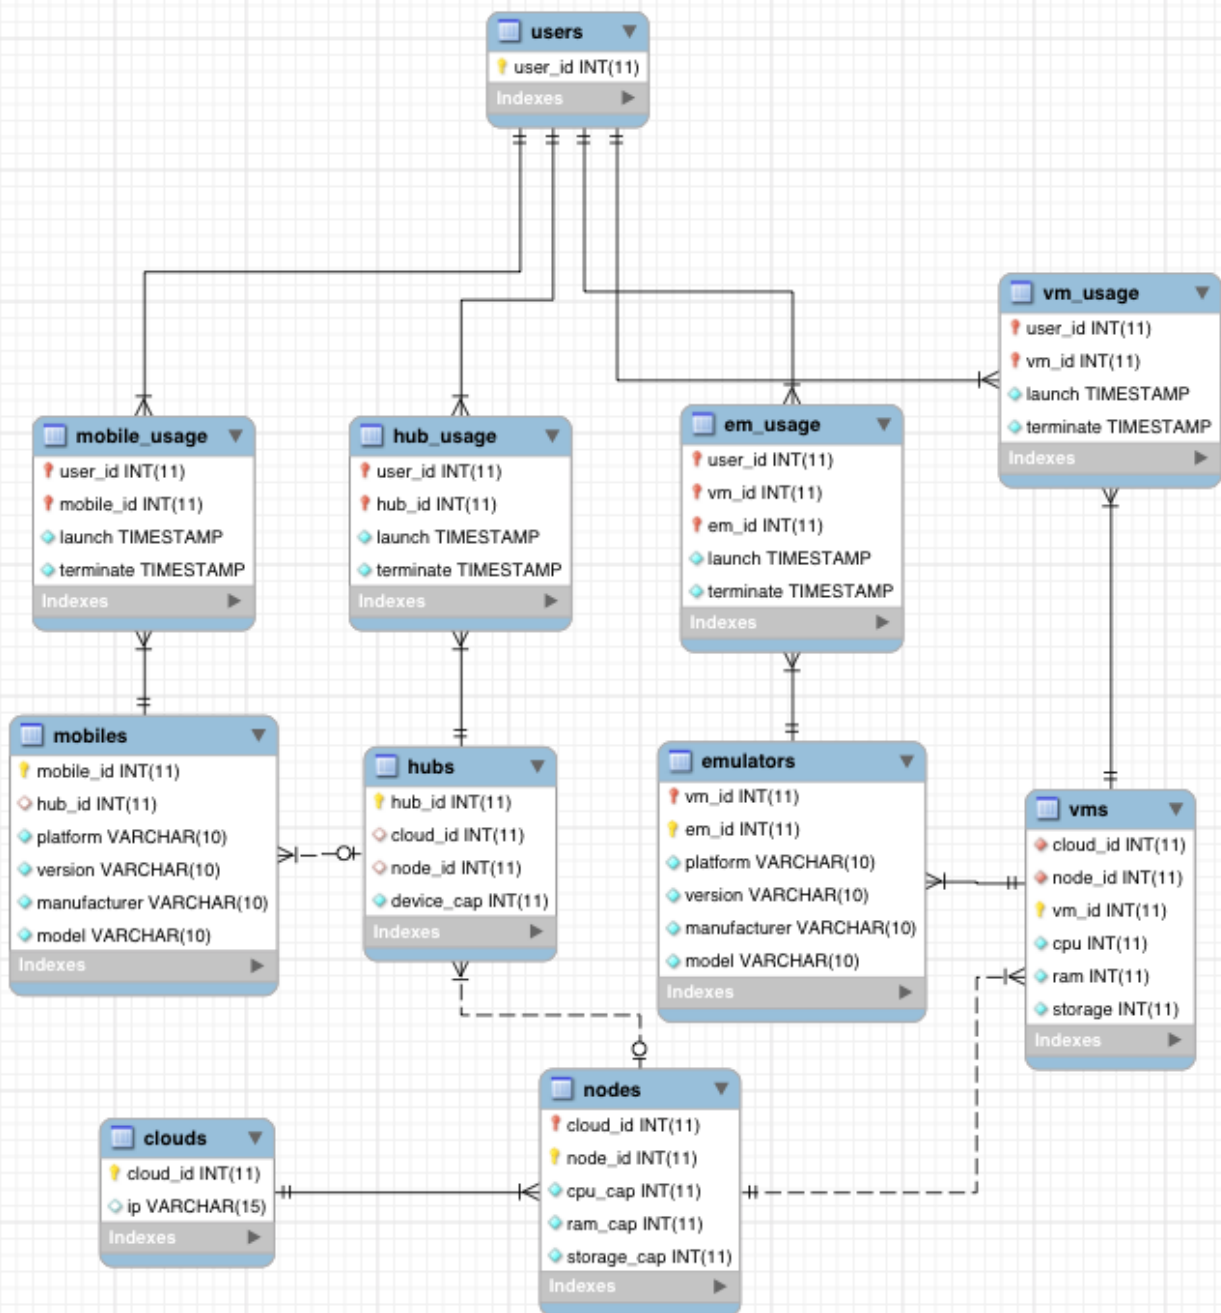 users
user_id INT(11)
Indexes
vm_usage
user_id INT(11)
vm_id INT(11)
launch TIMESTAMP
terminate TIMESTAMP
Indexes
mobile_usage
user_id INT(11)
mobile_id INT(11)
launch TIMESTAMP
terminate TIMESTAMP
Indexes
hub_usage
user_id INT(11)
hub_id INT(11)
launch TIMESTAMP
terminate TIMESTAMP
Indexes
em_usage
user_id INT(11)
vm_id INT(11)
em_id INT(11)
launch TIMESTAMP
terminate TIMESTAMP
Indexes
mobiles
mobile_id INT(11)
hub_id INT(11)
platform VARCHAR(10)
version VARCHAR(10)
manufacturer VARCHAR(10)
model VARCHAR(10)
Indexes
hubs
hub_id INT(11)
cloud_id INT(11)
node_id INT(11)
device_cap INT(11)
Indexes
emulators
vm_id INT(11)
em_id INT(11)
platform VARCHAR(10)
version VARCHAR(10)
manufacturer VARCHAR(10)
model VARCHAR(10)
Indexes
vms
cloud_id INT(11)
node_id INT(11)
vm_id INT(11)
cpu INT(11)
ram INT(11)
storage INT(11)
Indexes
clouds
cloud_id INT(11)
ip VARCHAR(15)
Indexes
nodes
cloud_id INT(11)
node_id INT(11)
cpu_cap INT(11)
ram_cap INT(11)
storage_cap INT(11)
Indexes